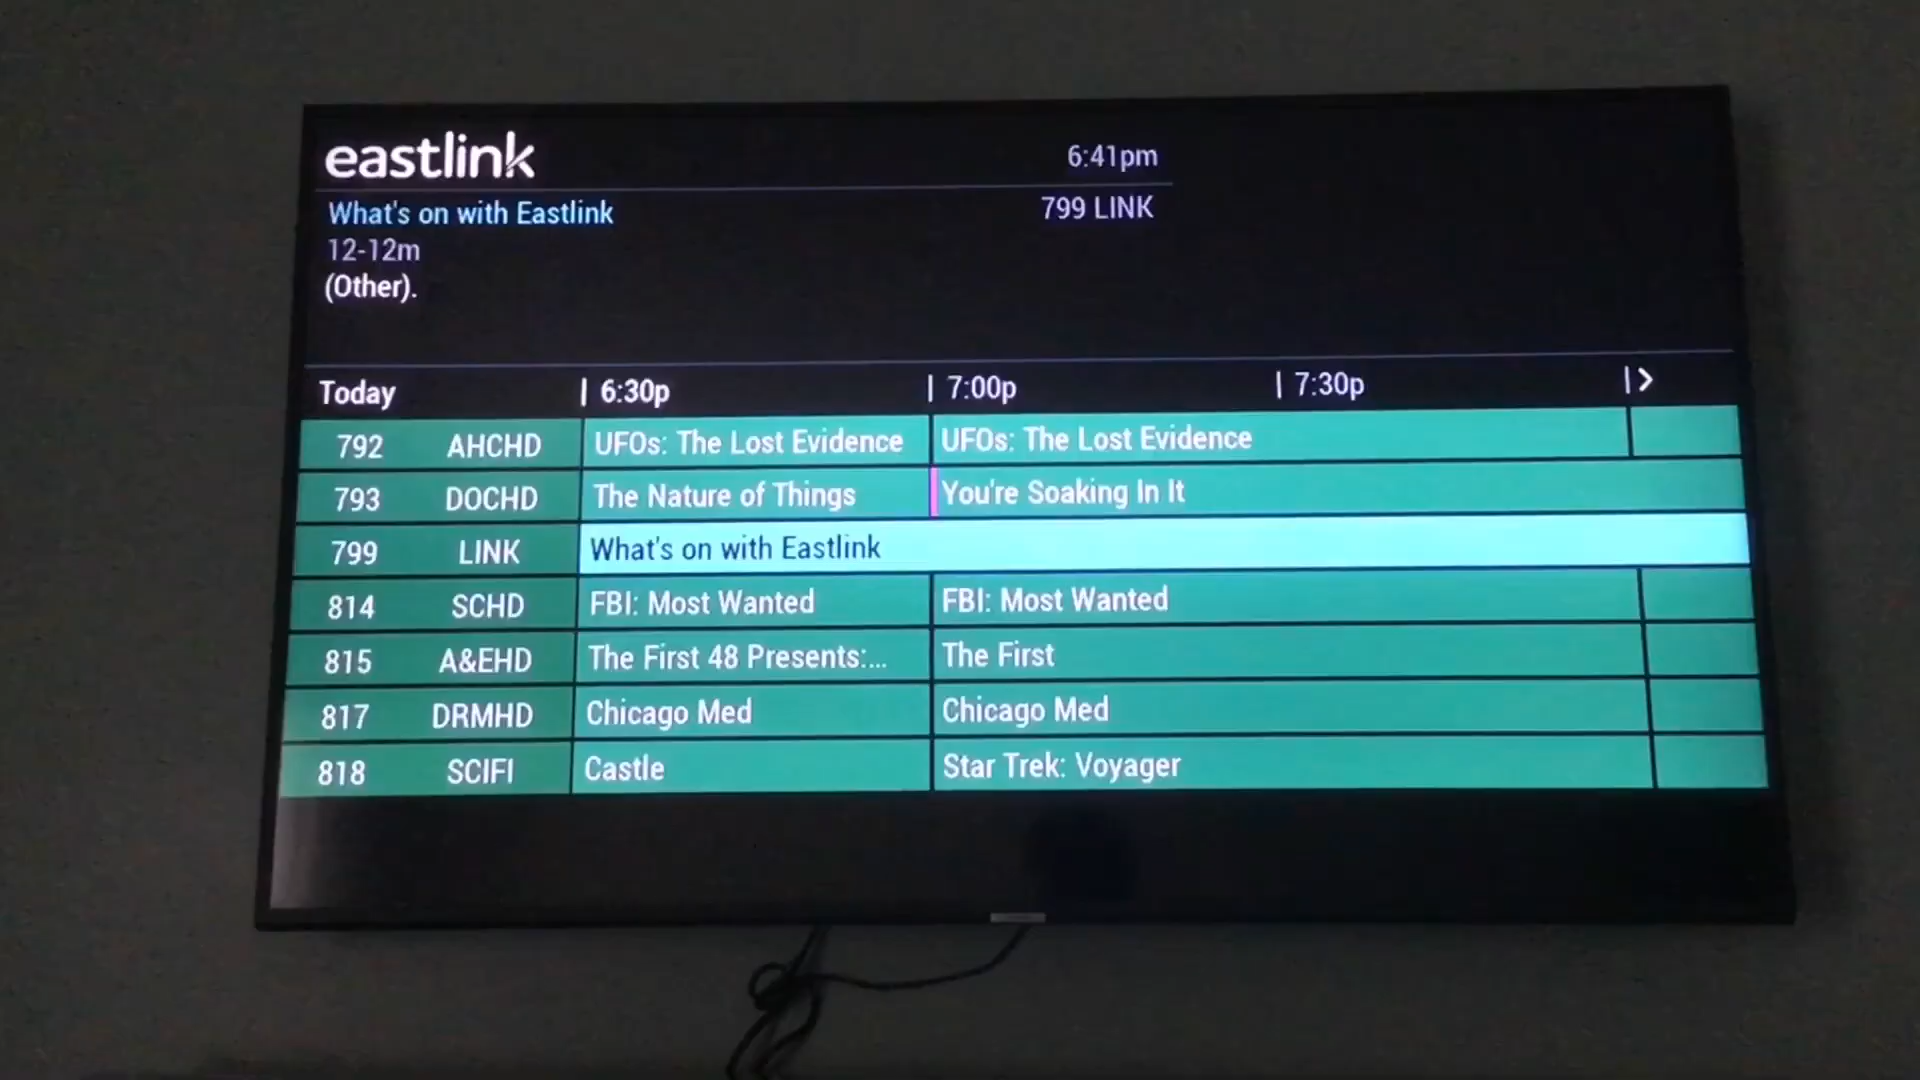 eastlink 6:41pm
What's on with Eastlink 799 LINK
12-12m
(Other).
Today | 6:30p | 7:00p | 7:30p |>
792 AHCHD UFOs: The Lost Evidence UFOs: The Lost Evidence
793 DOCHD The Nature of Things You're Soaking In It
799 LINK What's on with Eastlink
814 SCHD FBI: Most Wanted FBI: Most Wanted
815 A&EHD The First 48 Presents:... The First
817 DRMHD Chicago Med Chicago Med
818 SCIFI Castle Star Trek: Voyager